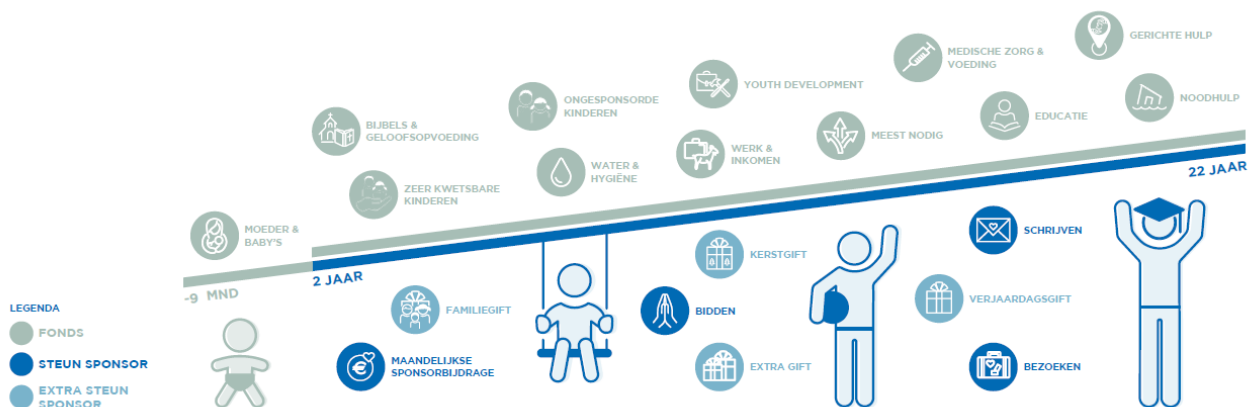 GERICHTE HULP
MEDISCHE ZORG &
VOEDING
YOUTH DEVELOPMENT
ONGESPONSORDE
KINDEREN
NOODHULP
EDUCATIE
BIJBELS &
GELOOFSOPVOEDING
MEEST NODIG
WERK &
INKOMEN
WATER &
HYGIËNE
ZEER KWETSBARE
KINDEREN
22 JAAR
MOEDER &
BABY'S
SCHRIJVEN
KERSTGIFT
2 JAAR
-9 MND
VERJAARDAGSGIFT
FAMILIEGIFT
BIDDEN
LEGENDA
FONDS
STEUN SPONSOR
EXTRA STEUN
SPONSOR
MAANDELIJKSE
SPONSORBIJDRAGE
EXTRA GIFT
BEZOEKEN